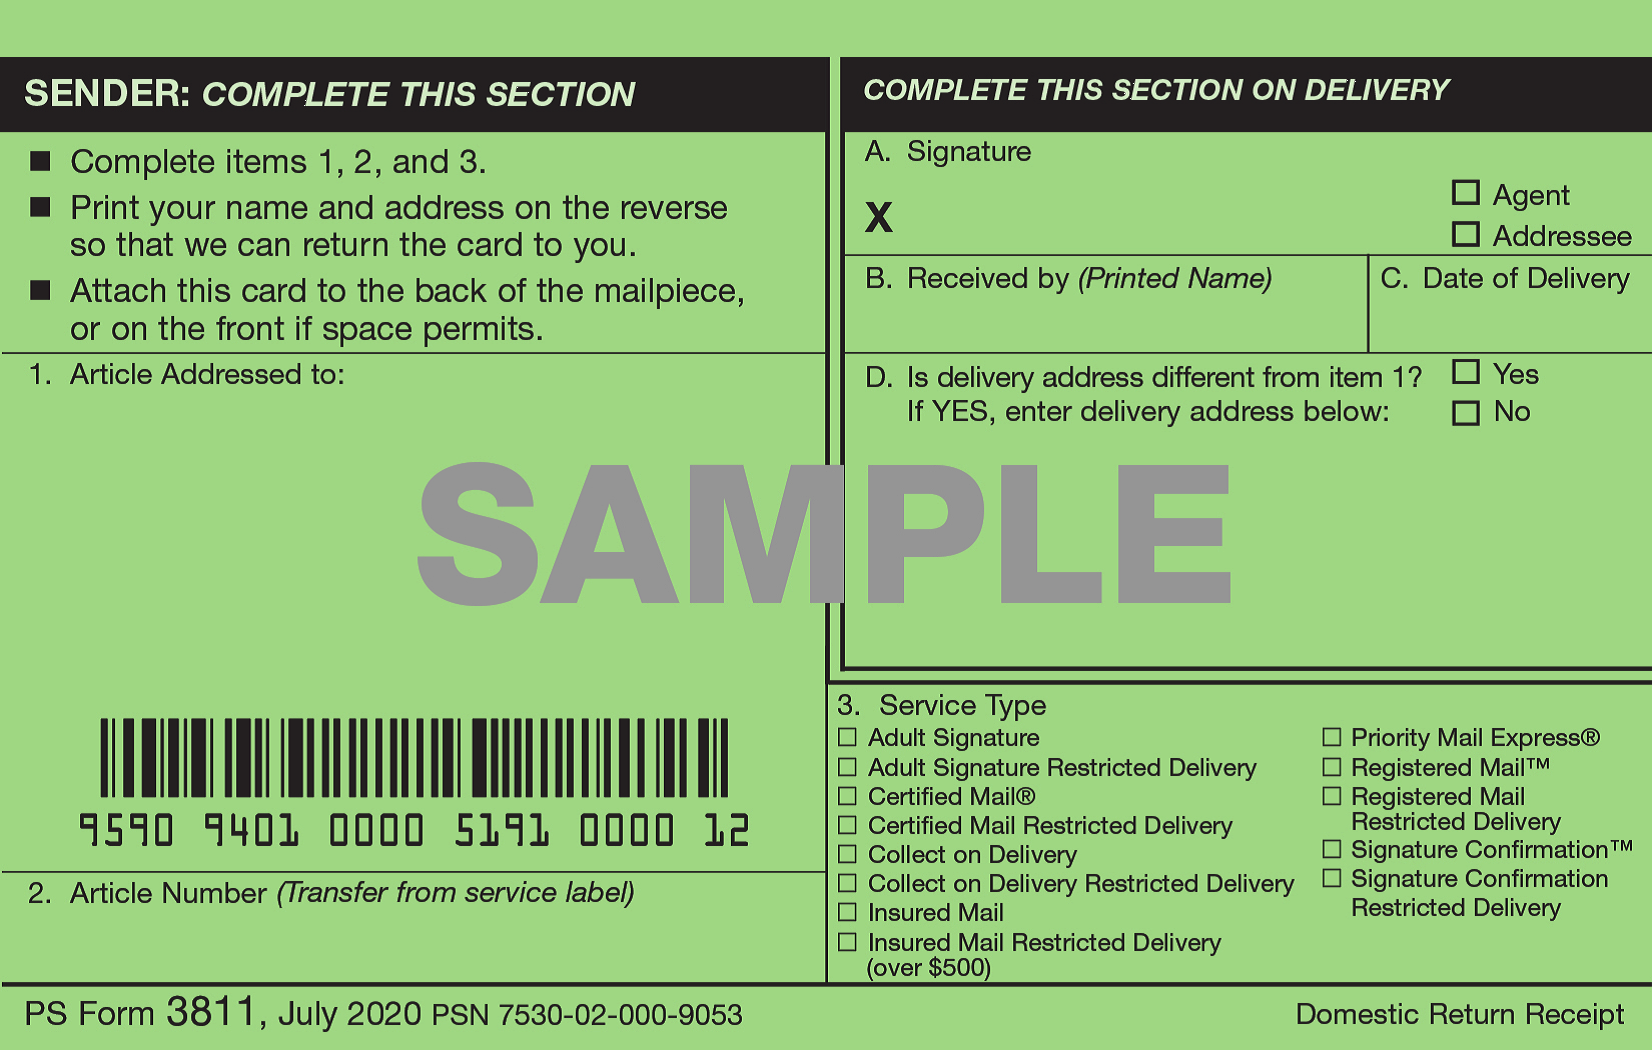 SENDER: COMPLETE THIS SECTION
■ Complete items 1, 2, and 3.
■ Print your name and address on the reverse
so that we can return the card to you.
■ Attach this card to the back of the mailpiece,
or on the front if space permits.
1. Article Addressed to:
9590 9401 0000 5191 0000 12
2. Article Number (Transfer from service label)
COMPLETE THIS SECTION ON DELIVERY
A. Signature
X
☐ Agent
☐ Addressee
B. Received by (Printed Name)
C. Date of Delivery
D. Is delivery address different from item 1? ☐ Yes
If YES, enter delivery address below: ☐ No
SAMPLE
3. Service Type
☐ Adult Signature
☐ Adult Signature Restricted Delivery
☐ Certified Mail®
☐ Certified Mail Restricted Delivery
☐ Collect on Delivery
☐ Collect on Delivery Restricted Delivery
☐ Insured Mail
☐ Insured Mail Restricted Delivery
(over $500)
☐ Priority Mail Express®
☐ Registered Mail™
☐ Registered Mail
Restricted Delivery
☐ Signature Confirmation™
☐ Signature Confirmation
Restricted Delivery
PS Form 3811, July 2020 PSN 7530-02-000-9053
Domestic Return Receipt